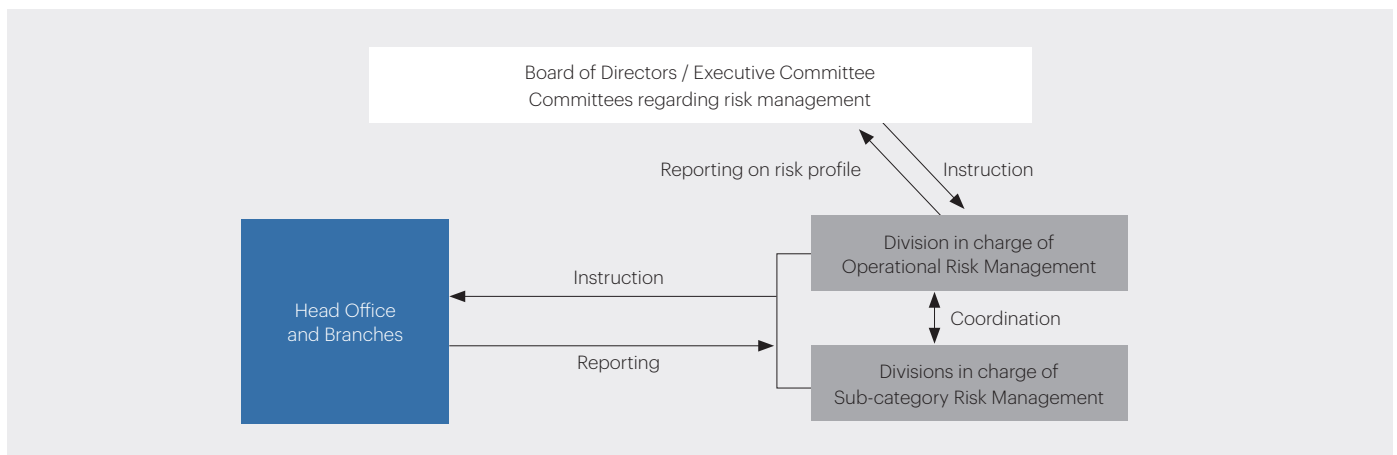 Board of Directors / Executive Committee
Committees regarding risk management
Reporting on risk profile
Instruction
Division in charge of
Operational Risk Management
Instruction
Head Office
and Branches
Coordination
Reporting
Divisions in charge of
Sub-category Risk Management